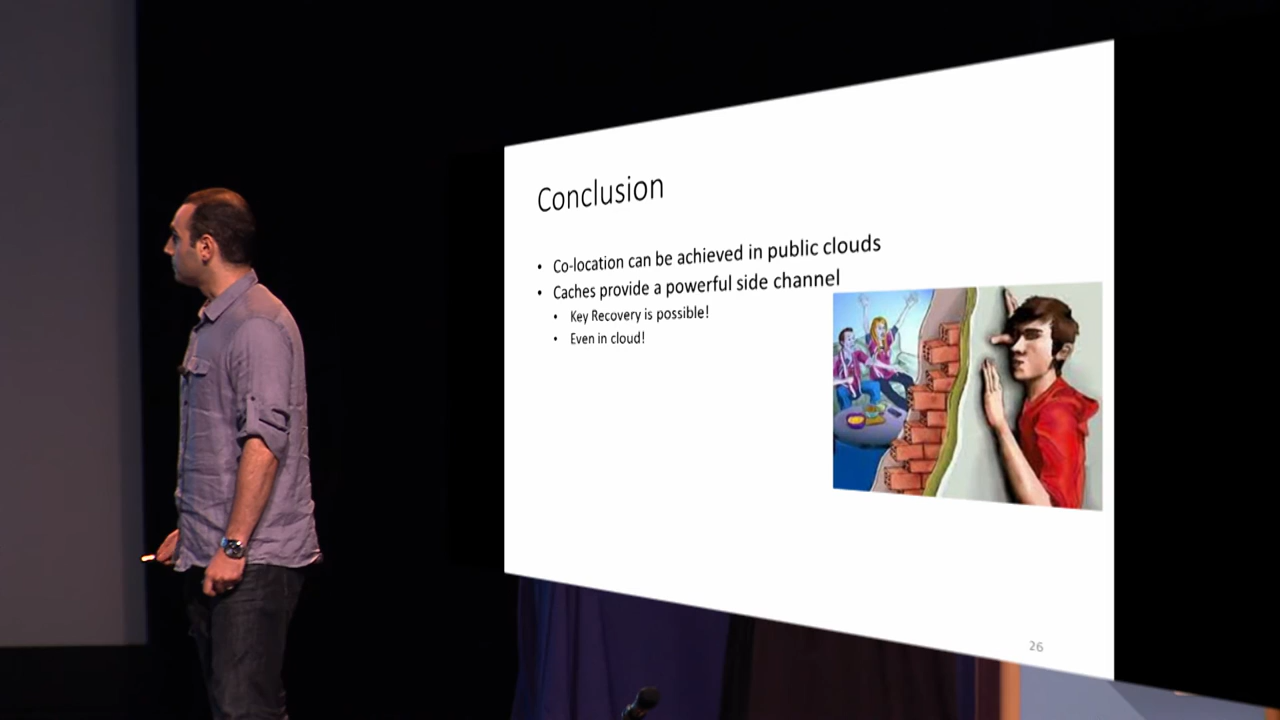 Conclusion
• Co-location can be achieved in public clouds
• Caches provide a powerful side channel
• Key Recovery is possible!
• Even in cloud!
26